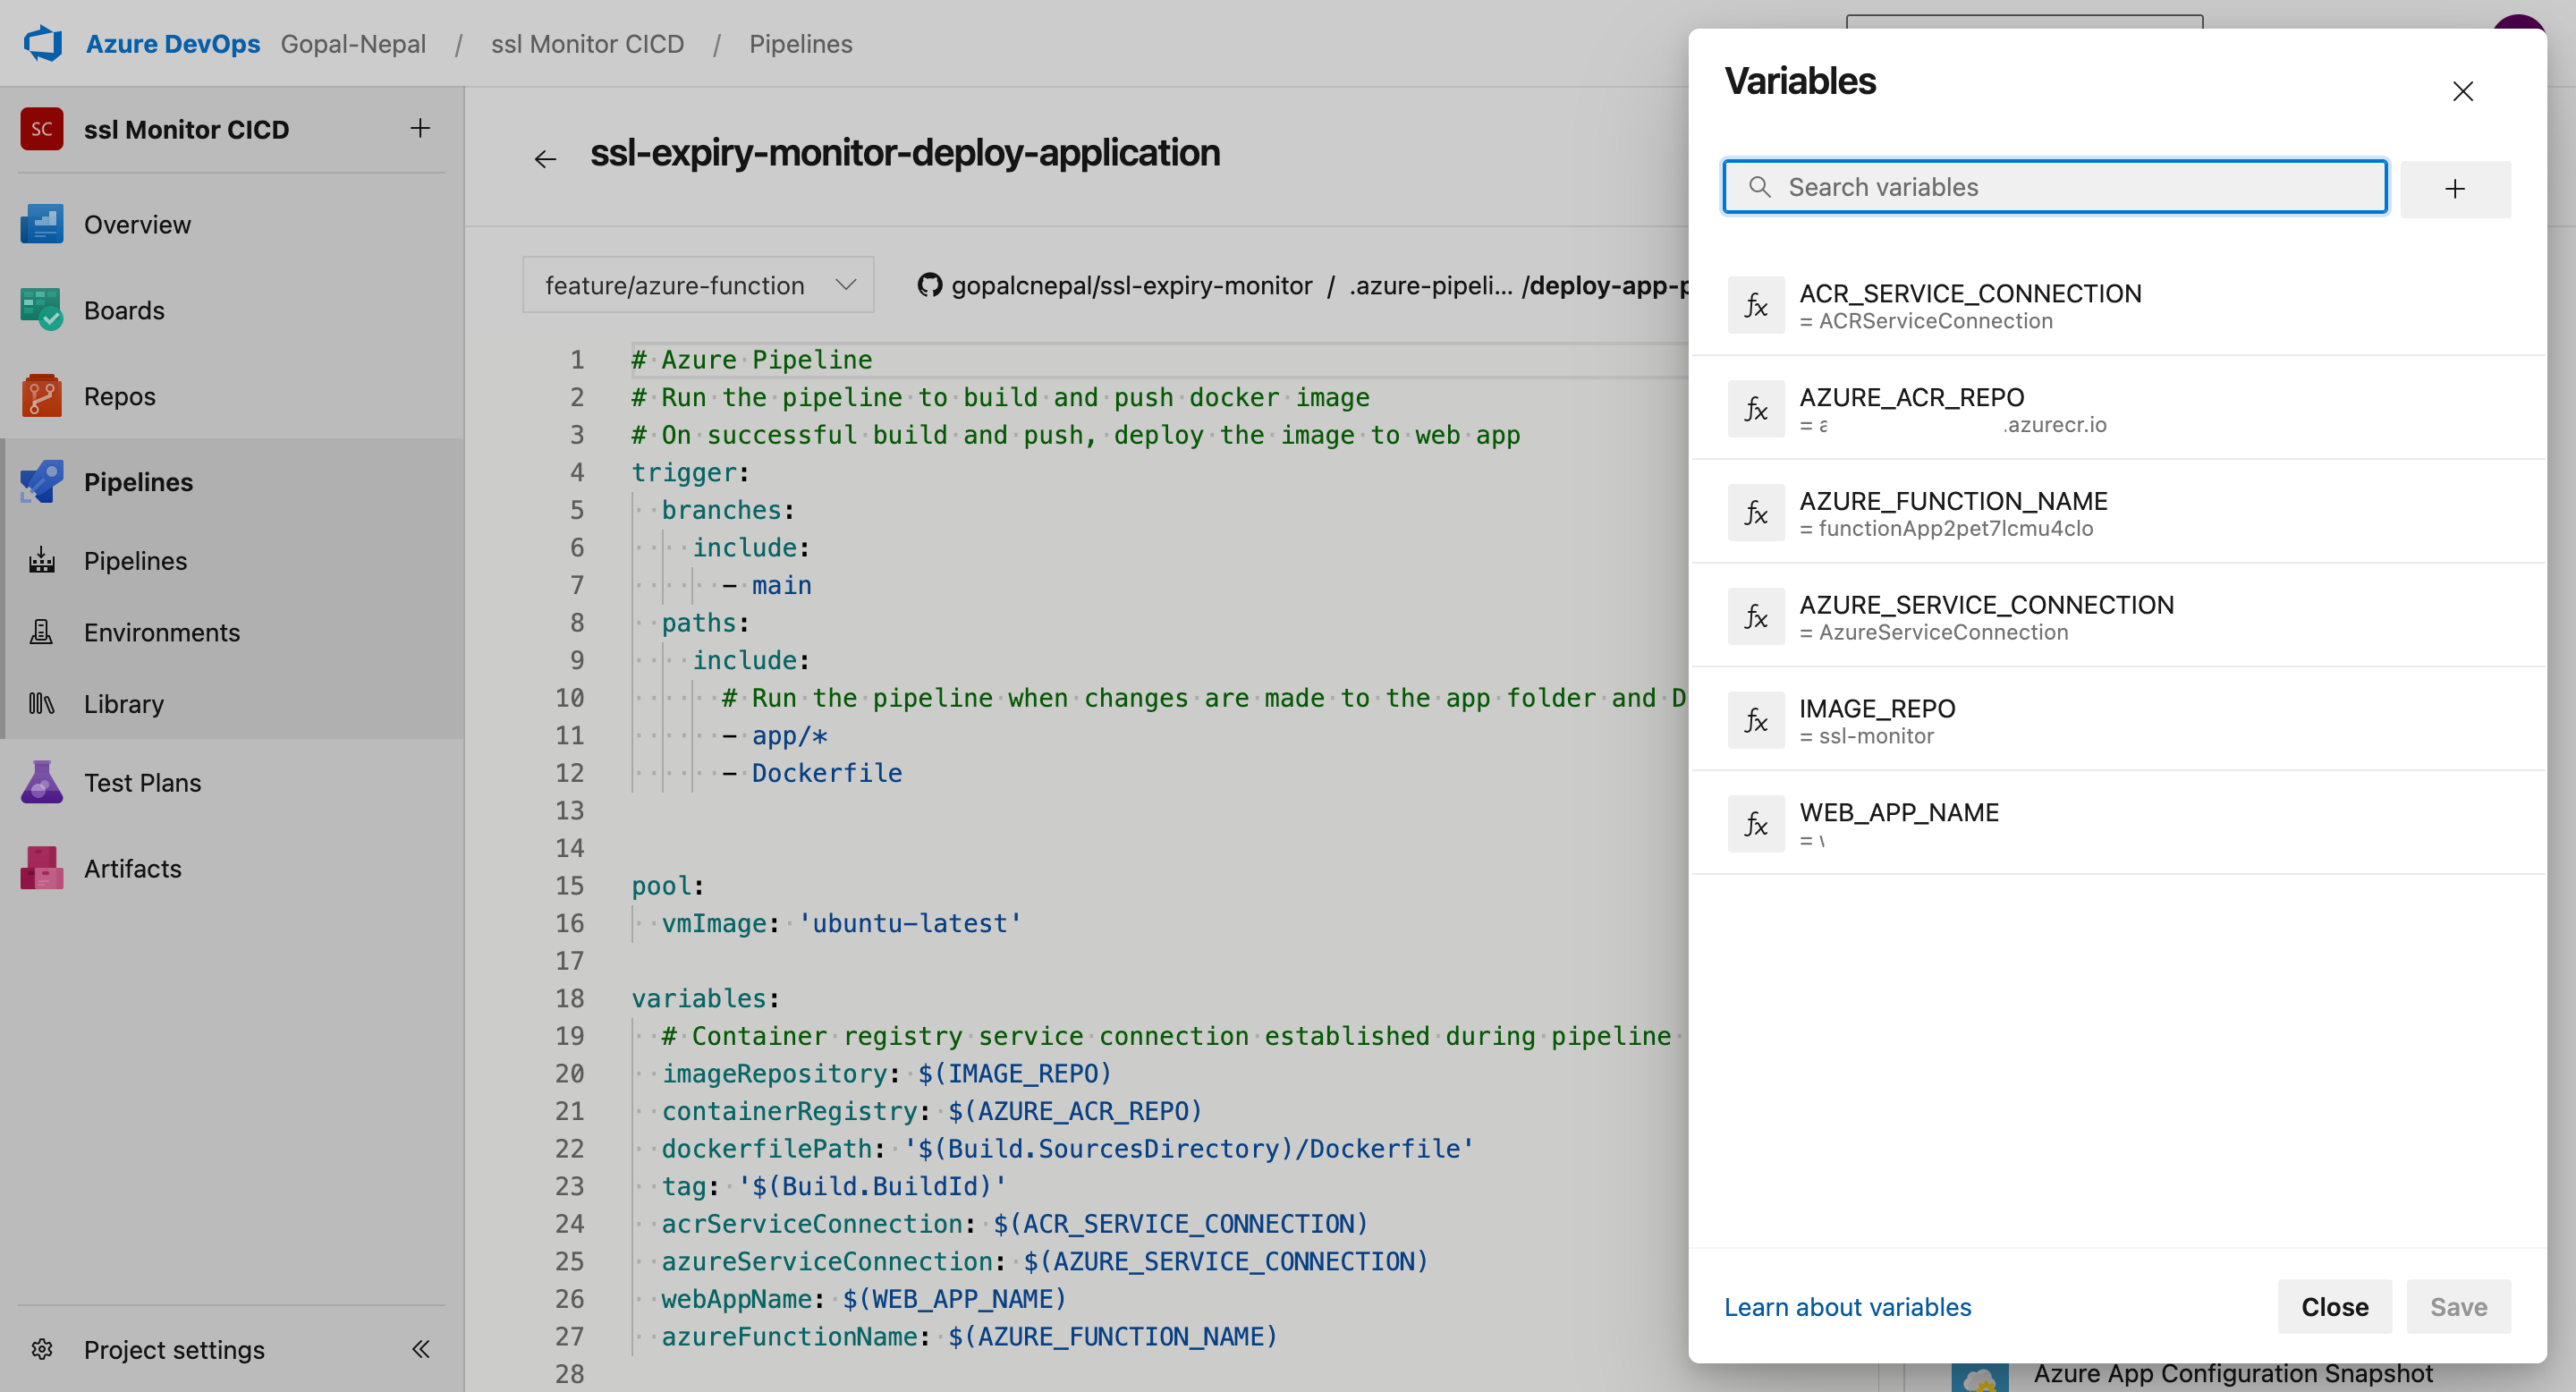 Azure DevOps Gopal-Nepal / ssl Monitor CICD / Pipelines
SC ssl Monitor CICD
Overview
Boards
Repos
Pipelines
Pipelines
Environments
Library
Test Plans
Artifacts
Project settings
ssl-expiry-monitor-deploy-application
feature/azure-function gopalcnepal/ssl-expiry-monitor / .azure-pipeli... /deploy-app-p
1 # Azure Pipeline
2 # Run the pipeline to build and push docker image
3 # On successful build and push, deploy the image to web app
4 trigger:
5 branches:
6 include:
7 - main
8 paths:
9 include:
10 # Run the pipeline when changes are made to the app folder and D
11 - app/*
12 - Dockerfile
13
14
15 pool:
16 vmImage: 'ubuntu-latest'
17
18 variables:
19 # Container registry service connection established during pipeline
20 imageRepository: $(IMAGE_REPO)
21 containerRegistry: $(AZURE_ACR_REPO)
22 dockerfilePath: '$(Build.SourcesDirectory)/Dockerfile'
23 tag: '$(Build.BuildId)'
24 acrServiceConnection: $(ACR_SERVICE_CONNECTION)
25 azureServiceConnection: $(AZURE_SERVICE_CONNECTION)
26 webAppName: $(WEB_APP_NAME)
27 azureFunctionName: $(AZURE_FUNCTION_NAME)
28
Variables
Search variables
ACR_SERVICE_CONNECTION
= ACRServiceConnection
AZURE_ACR_REPO
= a .azurecr.io
AZURE_FUNCTION_NAME
= functionApp2pet7lcmu4clo
AZURE_SERVICE_CONNECTION
= AzureServiceConnection
IMAGE_REPO
= ssl-monitor
WEB_APP_NAME
=
Learn about variables
Close
Save
Azure App Configuration Snapshot